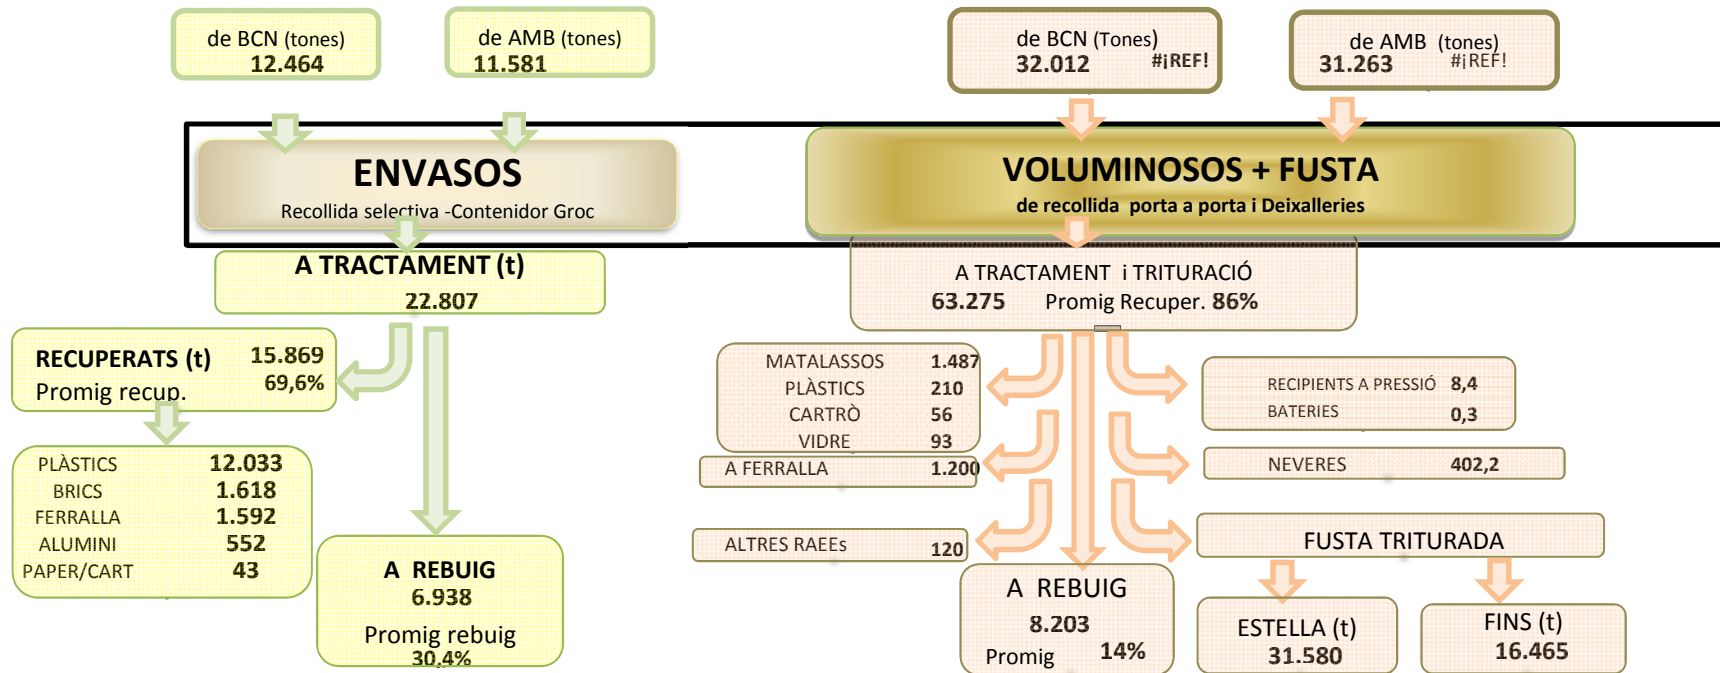 de BCN (tones)
12.464
de AMB (tones)
11.581
de BCN (Tones)
32.012 #¡REF!
de AMB (tones)
31.263 #¡REF!
ENVASOS
Recollida selectiva -Contenidor Groc
VOLUMINOSOS + FUSTA
de recollida porta a porta i Deixalleries
A TRACTAMENT (t)
22.807
A TRACTAMENT i TRITURACIÓ
63.275 Promig Recuper. 86%
RECUPERATS (t) 15.869
Promig recup. 69,6%
PLÀSTICS 12.033
BRICS 1.618
FERRALLA 1.592
ALUMINI 552
PAPER/CART 43
A REBUIG
6.938
Promig rebuig
30,4%
MATALASSOS 1.487
PLÀSTICS 210
CARTRÒ 56
VIDRE 93
A FERRALLA 1.200
ALTRES RAEEs 120
RECIPIENTS A PRESSIÓ 8,4
BATERIES 0,3
NEVERES 402,2
FUSTA TRITURADA
A REBUIG
8.203
Promig 14%
ESTELLA (t)
31.580
FINS (t)
16.465